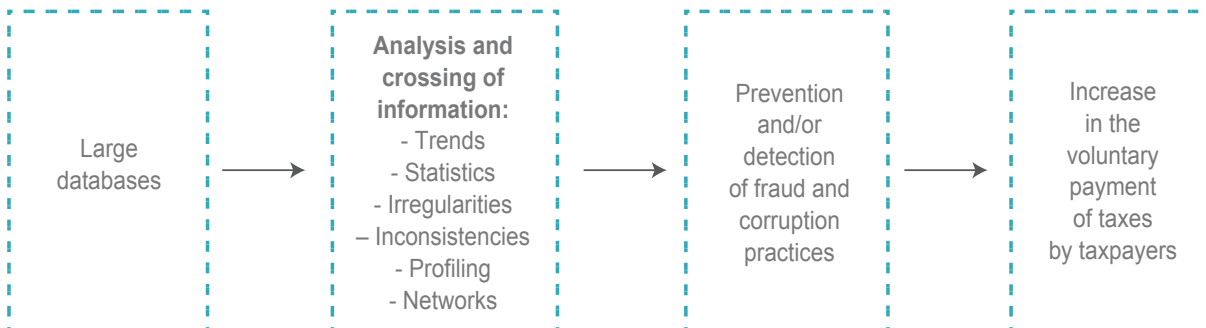 Large
databases
Analysis and
crossing of
information:
- Trends
- Statistics
- Irregularities
– Inconsistencies
- Profiling
- Networks
Prevention
and/or
detection
of fraud and
corruption
practices
Increase
in the
voluntary
payment
of taxes
by taxpayers